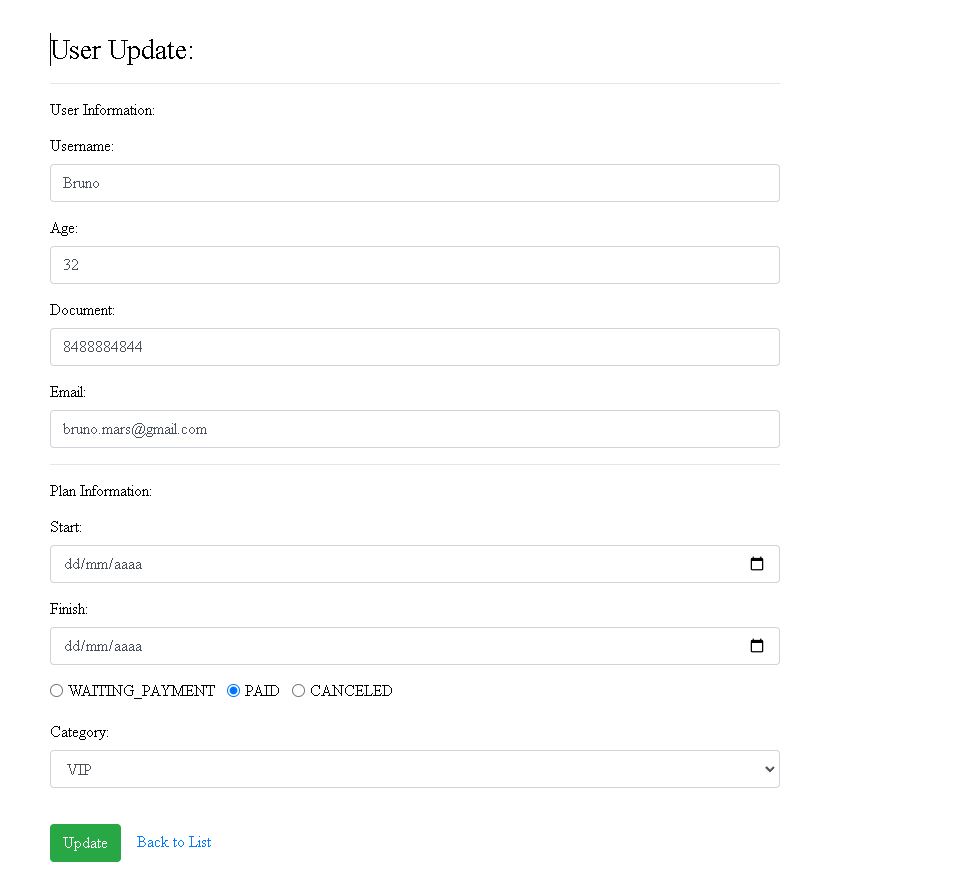 User Update:
User Information:
Username:
Bruno
Age:
32
Document:
8488884844
Email:
bruno.mars@gmail.com
Plan Information:
Start:
dd/mm/aaaa
Finish:
dd/mm/aaaa
WAITING_PAYMENT PAID CANCELED
Category:
VIP
Update Back to List